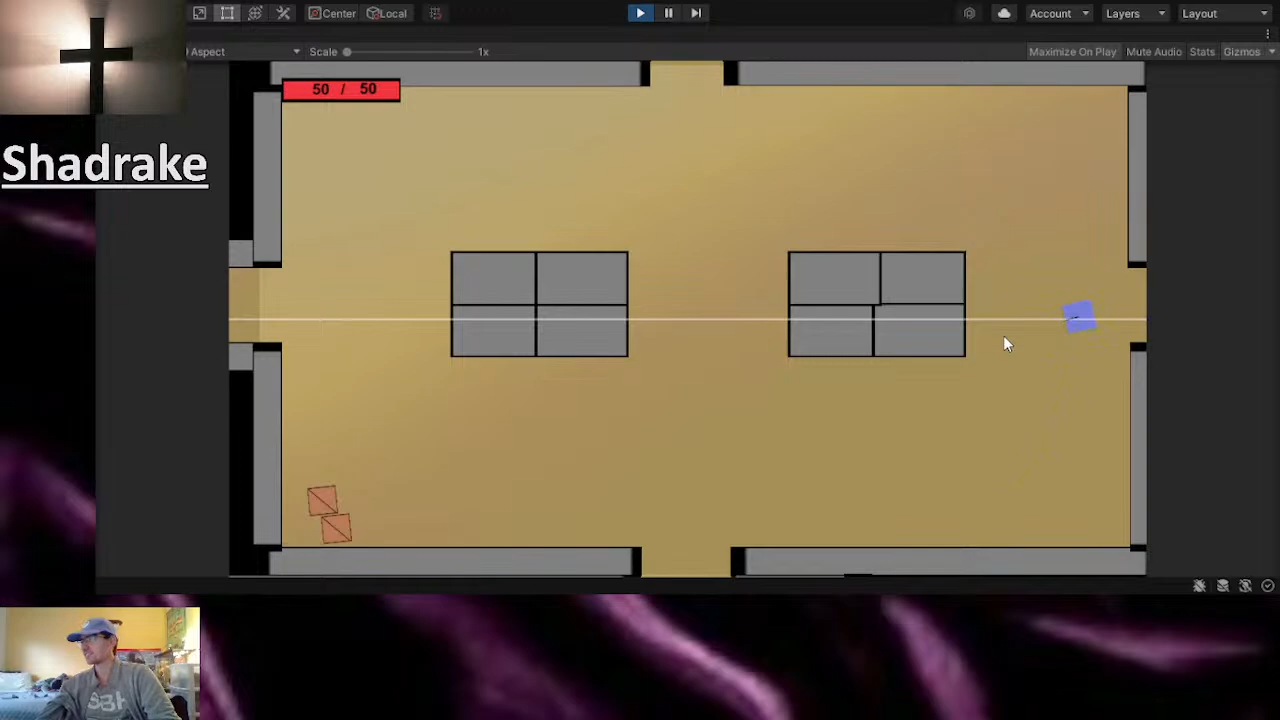 Center
Local
Account
Layers
Layout
Aspect
Scale
1x
Maximize On Play
Mute Audio
Stats
Gizmos
50 / 50
Shadrake